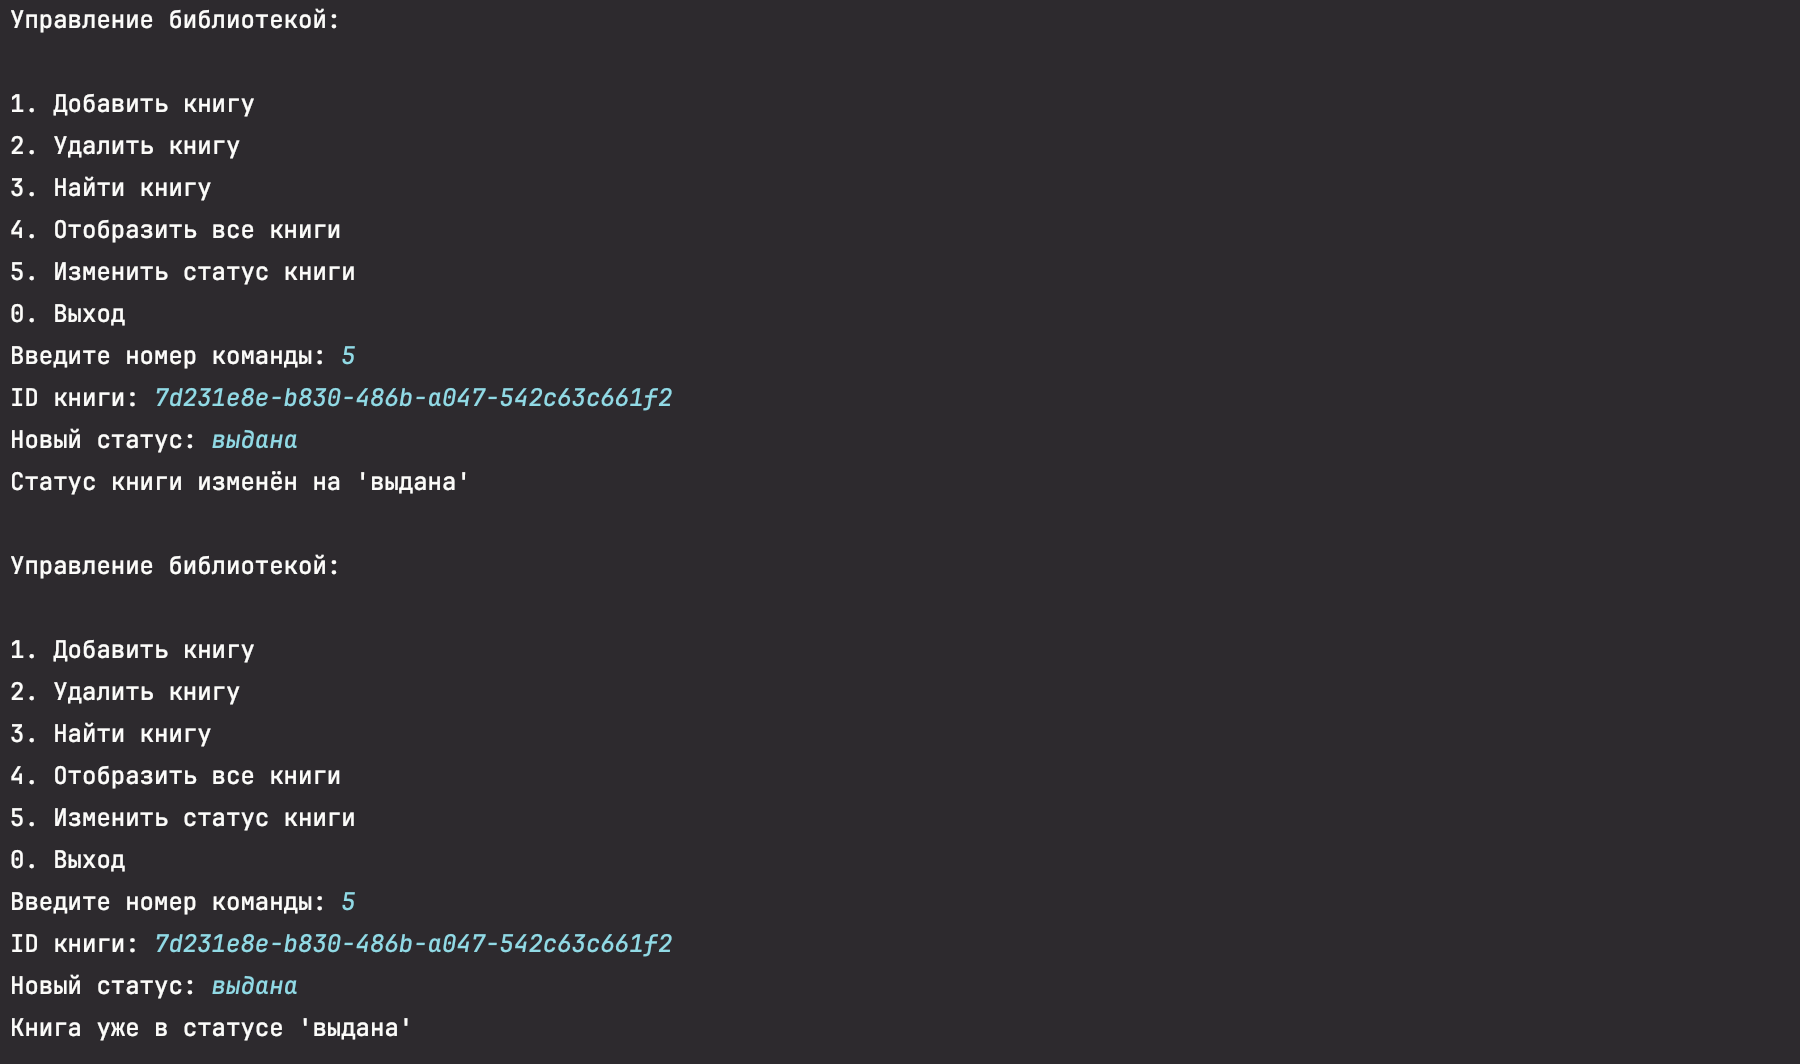 Управление библиотекой:
1. Добавить книгу
2. Удалить книгу
3. Найти книгу
4. Отобразить все книги
5. Изменить статус книги
0. Выход
Введите номер команды: 5
ID книги: 7d231e8e-b830-486b-a047-542c63c661f2
Новый статус: выдана
Статус книги изменён на 'выдана'
Управление библиотекой:
1. Добавить книгу
2. Удалить книгу
3. Найти книгу
4. Отобразить все книги
5. Изменить статус книги
0. Выход
Введите номер команды: 5
ID книги: 7d231e8e-b830-486b-a047-542c63c661f2
Новый статус: выдана
Книга уже в статусе 'выдана'